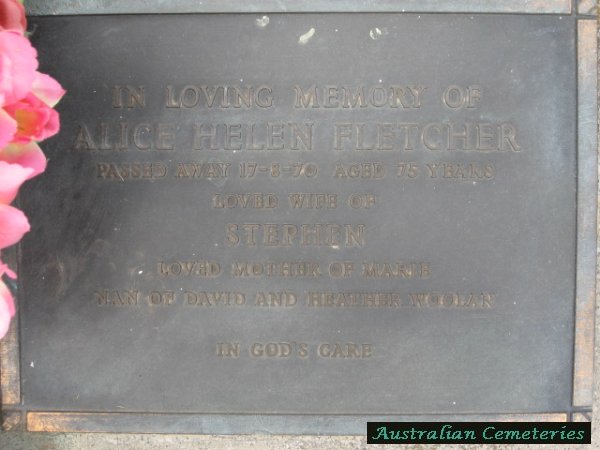 IN LOVING MEMORY OF
ALICE HELEN FLETCHER
PASSED AWAY 17-8-70 AGED 75 YEARS
LOVED WIFE OF
STEPHEN
LOVED MOTHER OF MARIE
NAN OF DAVID AND HEATHER WOOLAN
IN GOD'S CARE
Australian Cemeteries